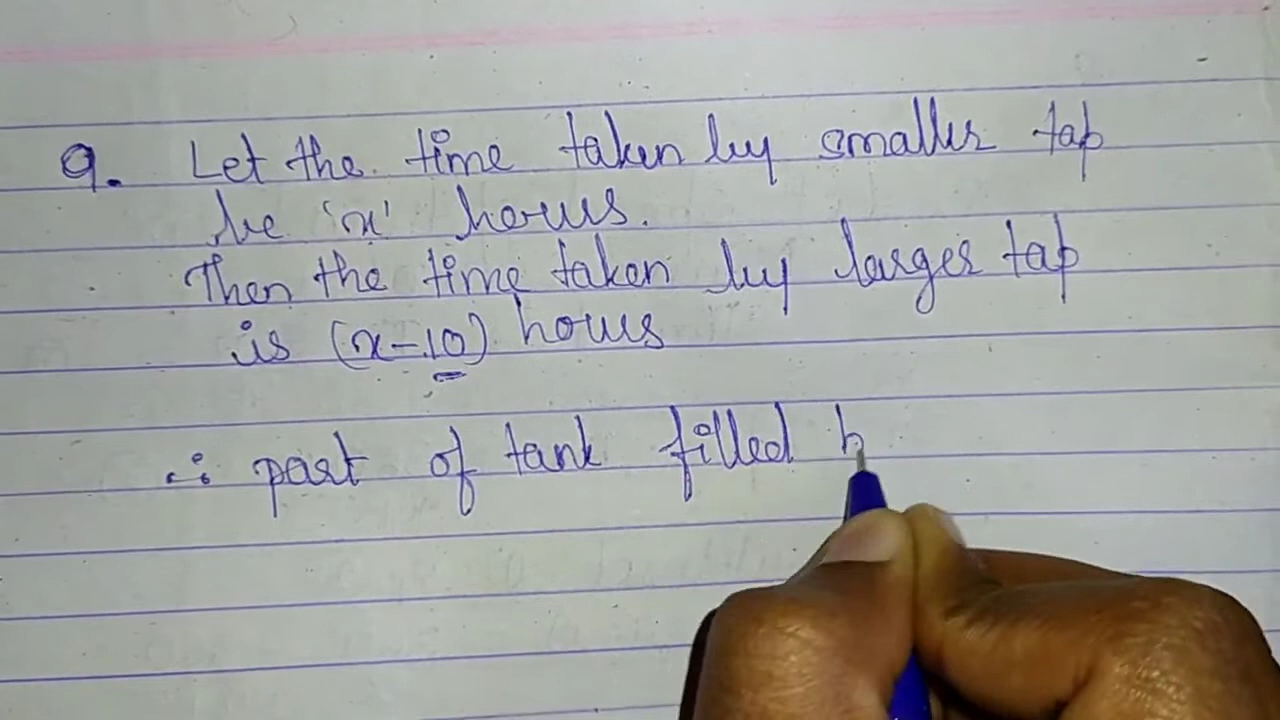 9. Let the time taken by smaller tap
be 'x' hours.
Then the time taken by larger tap
is (x-10) hours
∴ part of tank filled b